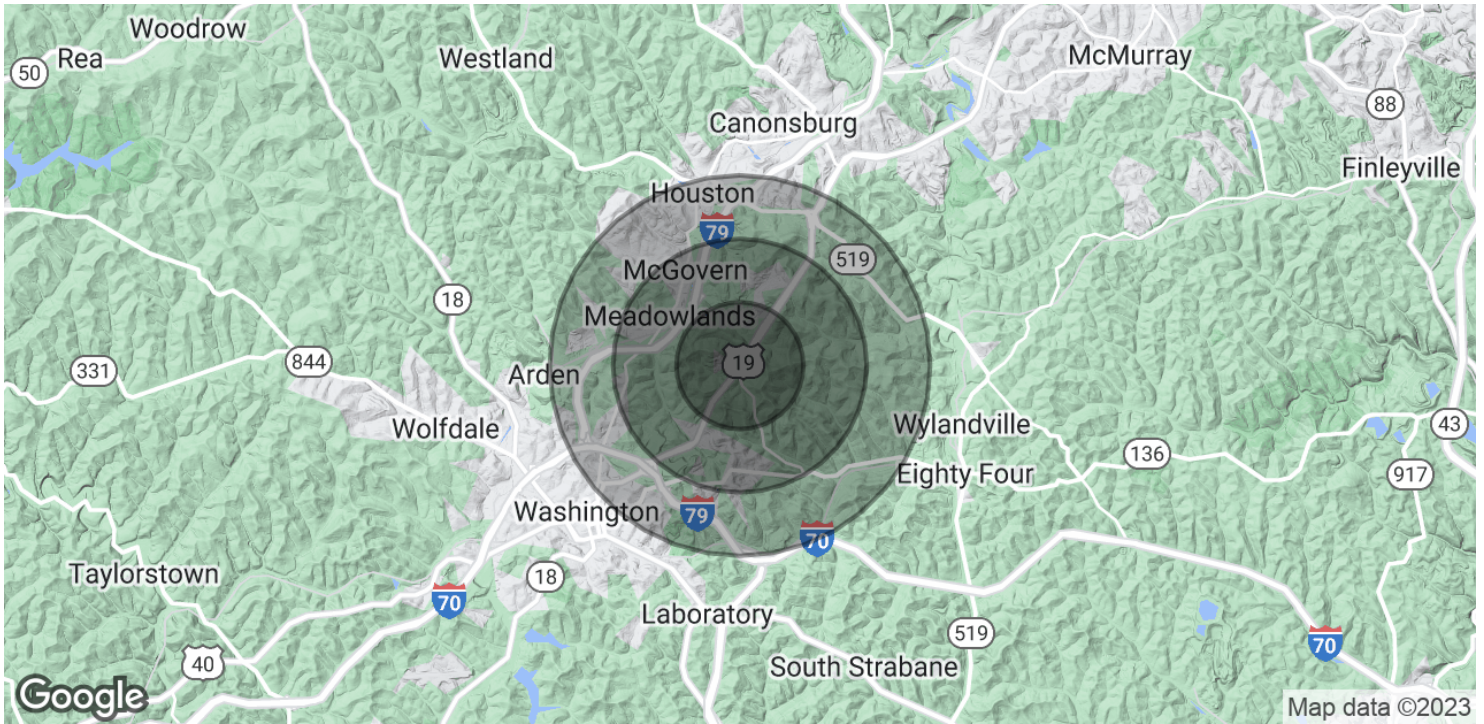 Woodrow
Rea
Westland
McMurray
50
88
Canonsburg
Finleyville
Houston
79
519
McGovern
18
Meadowlands
844
19
331
Arden
Wolfdale
Wylandville
43
136
Eighty Four
917
Washington
79
70
Taylorstown
18
70
Laboratory
519
70
40
South Strabane
Google
Map data ©2023